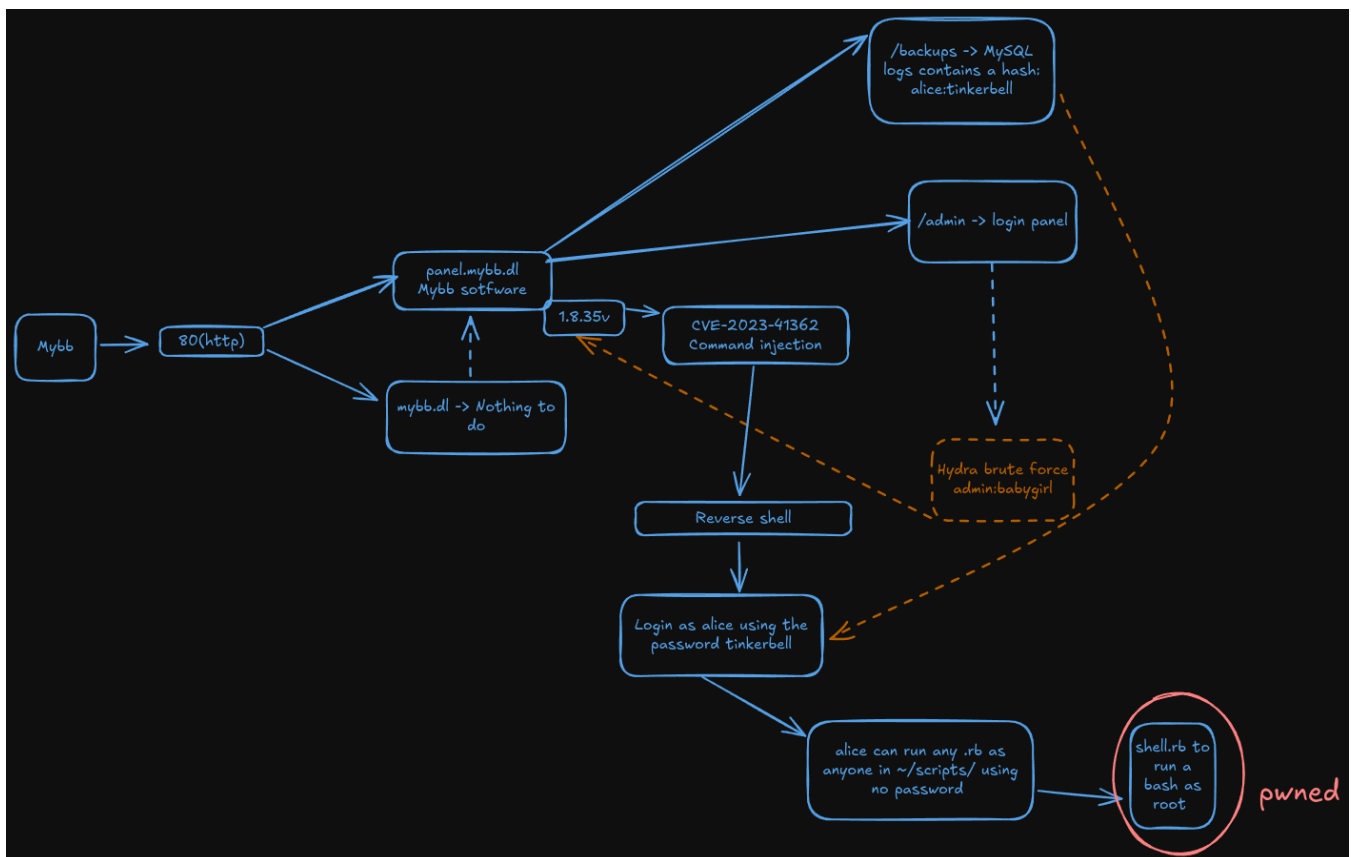 /backups -> MySQL
logs contains a hash:
alice:tinkerbell
/admin -> login panel
panel.mybb.dl
Mybb sotfware
1.8.35v
CVE-2023-41362
Command injection
Mybb
80(http)
mybb.dl -> Nothing to
do
Hydra brute force
admin:babygirl
Reverse shell
Login as alice using the
password tinkerbell
alice can run any .rb as
anyone in ~/scripts/ using
no password
shell.rb to
run a
bash as
root
pwned